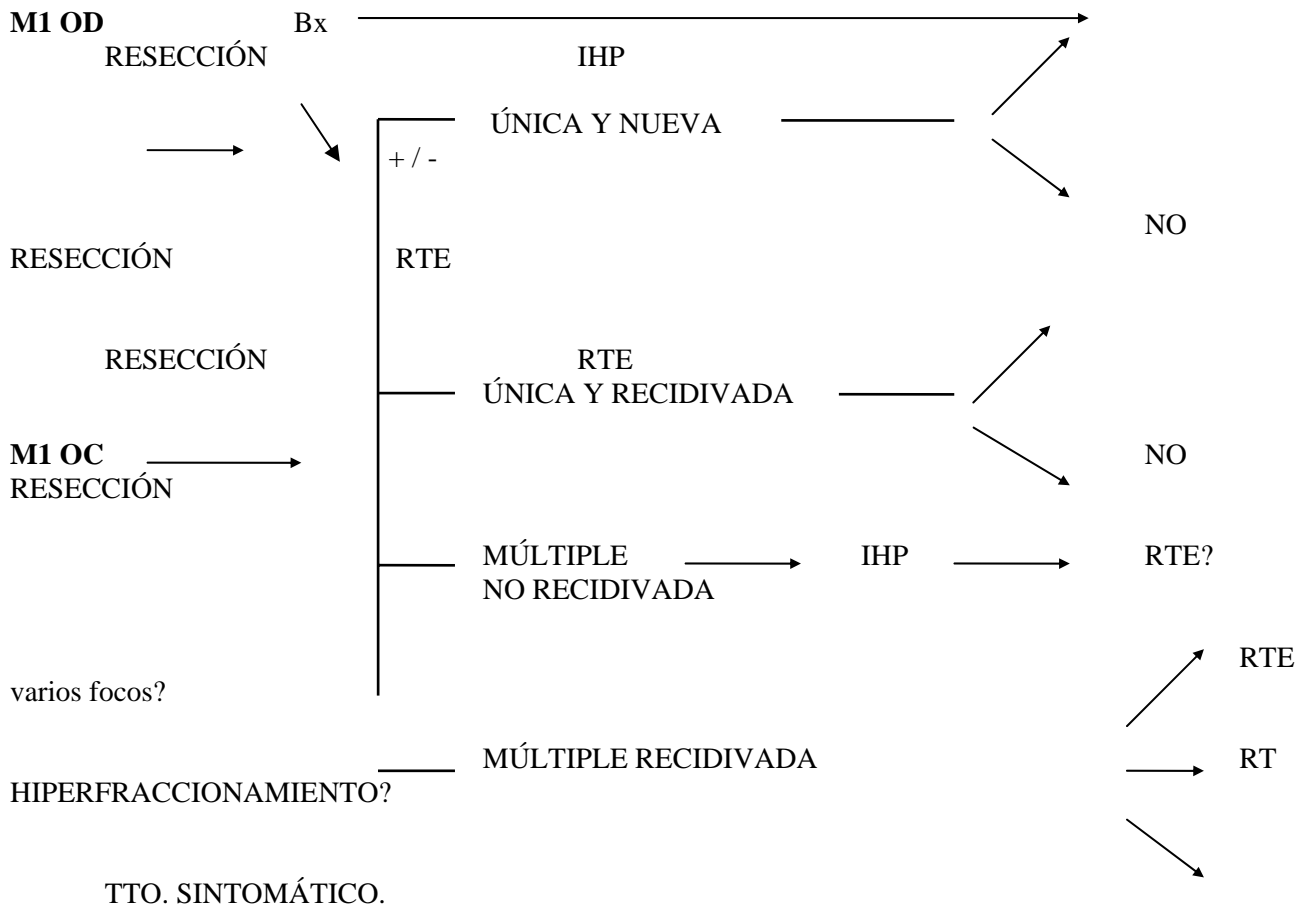 M1 OD Bx
RESECCIÓN IHP
ÚNICA Y NUEVA
+ / -
NO
RESECCIÓN RTE
RESECCIÓN RTE
ÚNICA Y RECIDIVADA
M1 OC NO
RESECCIÓN
MÚLTIPLE IHP RTE?
NO RECIDIVADA
RTE
varios focos?
MÚLTIPLE RECIDIVADA RT
HIPERFRACCIONAMIENTO?
TTO. SINTOMÁTICO.